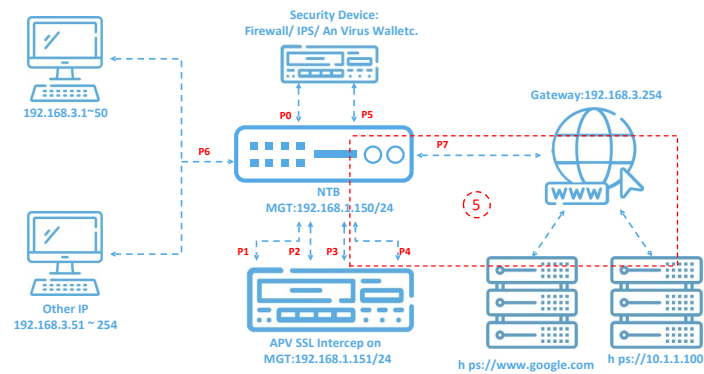 Security Device:
Firewall/ IPS/ An Virus Walletc.
192.168.3.1~50
P0
P5
Gateway:192.168.3.254
P6
P7
WWW
NTB
MGT:192.168.1.150/24
5
P1
P2
P3
P4
Other IP
192.168.3.51 ~ 254
APV SSL Intercep on
MGT:192.168.1.151/24
h ps://www.google.com
h ps://10.1.1.100